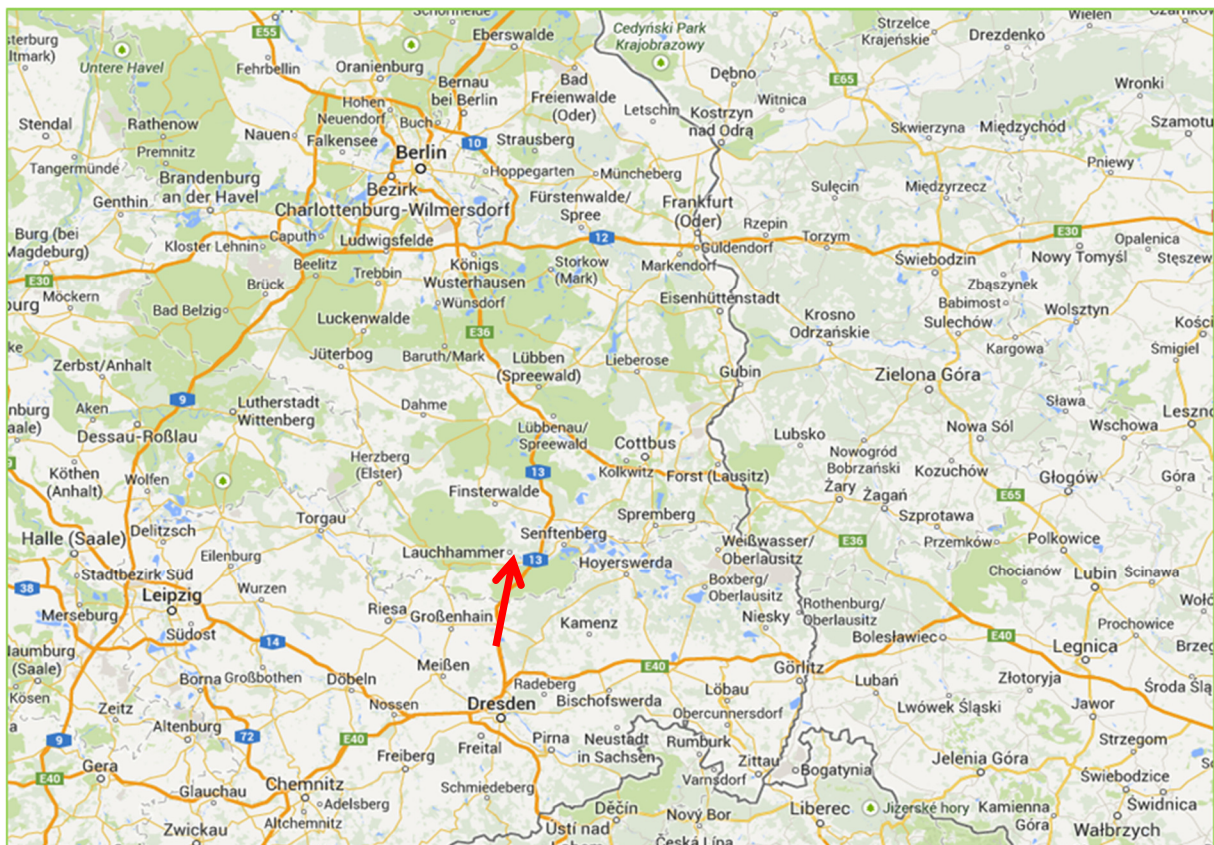 Schorfheide
Wieleń
Strzelce
Krajeńskie
Drezdenko
Cedyński Park
Krajobrazowy
E55
Eberswalde
Untere Havel
Fehrbellin
Oranienburg
Bernau
bei Berlin
Bad
Freienwalde
(Oder)
Dębno
E65
Wronki
Hohen
Neuendorf
Buch
Letschin
Kostrzyn
nad Odrą
Witnica
Stendal
Rathenow
Nauen
Falkensee
10
Strausberg
Skwierzyna
Międzychód
Szamotu
Premnitz
Berlin
Tangermünde
Brandenburg
an der Havel
Bezirk
Charlottenburg-Wilmersdorf
Hoppegarten
Müncheberg
Pniewy
Sulęcin
Międzyrzecz
Genthin
Fürstenwalde/
Spree
Frankfurt
(Oder)
Rzepin
Torzym
Burg (bei
Magdeburg)
Kloster Lehnin
Caputh
Ludwigsfelde
12
Güldendorf
E30
Opalenica
Beelitz
Trebbin
Königs
Wusterhausen
Storkow
(Mark)
Markendorf
Świebodzin
Nowy Tomyśl
Stęszew
E30
Möckern
burg
Brück
Wünsdorf
Eisenhüttenstadt
Zbąszynek
Babimost
Bad Belzig
Luckenwalde
E36
Krosno
Odrzańskie
Sulechów
Wolsztyn
Kości
Kargowa
Śmigiel
Zerbst/Anhalt
Jüterbog
Baruth/Mark
Lübben
(Spreewald)
Lieberose
Gubin
Zielona Góra
9
Aken
Lutherstadt
Wittenberg
Dahme
Sława
Leszno
Dessau-Roßlau
Lübbenau/
Spreewald
Cottbus
Lubsko
Nowa Sól
Wschowa
Köthen
(Anhalt)
Wolfen
Herzberg
(Elster)
13
Kolkwitz
Forst (Lausitz)
Nowogród
Bobrzański
Kożuchów
Głogów
Góra
Finsterwalde
Żary
Żagań
E65
Torgau
Spremberg
Szprotawa
Halle (Saale)
Delitzsch
Senftenberg
Weißwasser/
Oberlausitz
E36
Przemków
Polkowice
Eilenburg
Lauchhammer
13
Hoyerswerda
Chocianów
Lubin
Ścinawa
Stadtbezirk Süd
38
Leipzig
Wurzen
Boxberg/
Oberlausitz
Merseburg
Riesa
Großenhain
Kamenz
Niesky
Rothenburg/
Oberlausitz
Prochowice
Südost
14
Bolesławiec
E40
Legnica
Naumburg
(Saale)
Meißen
E40
Görlitz
Borna
Großbothen
Döbeln
Radeberg
Bischofswerda
Löbau
Lubań
Złotoryja
ŚrodaŚlą
Zeitz
Nossen
Dresden
Obercunnersdorf
Lwówek Śląski
Jawor
Altenburg
72
9
E40
Freital
Pirna
Neustadt
in Sachsen
Rumburk
Strzegom
Gera
E40
Freiberg
Zittau
Bogatynia
Jelenia Góra
Chemnitz
Schmiedeberg
Varnsdorf
Świebodzice
Glauchau
Adelsberg
Altchemnitz
Děčín
Nový Bor
Liberec
Jizerské hory
Kamienna
Góra
Świdnica
Zwickau
Ústí nad
Labem
Česká Lípa
Wałbrzych